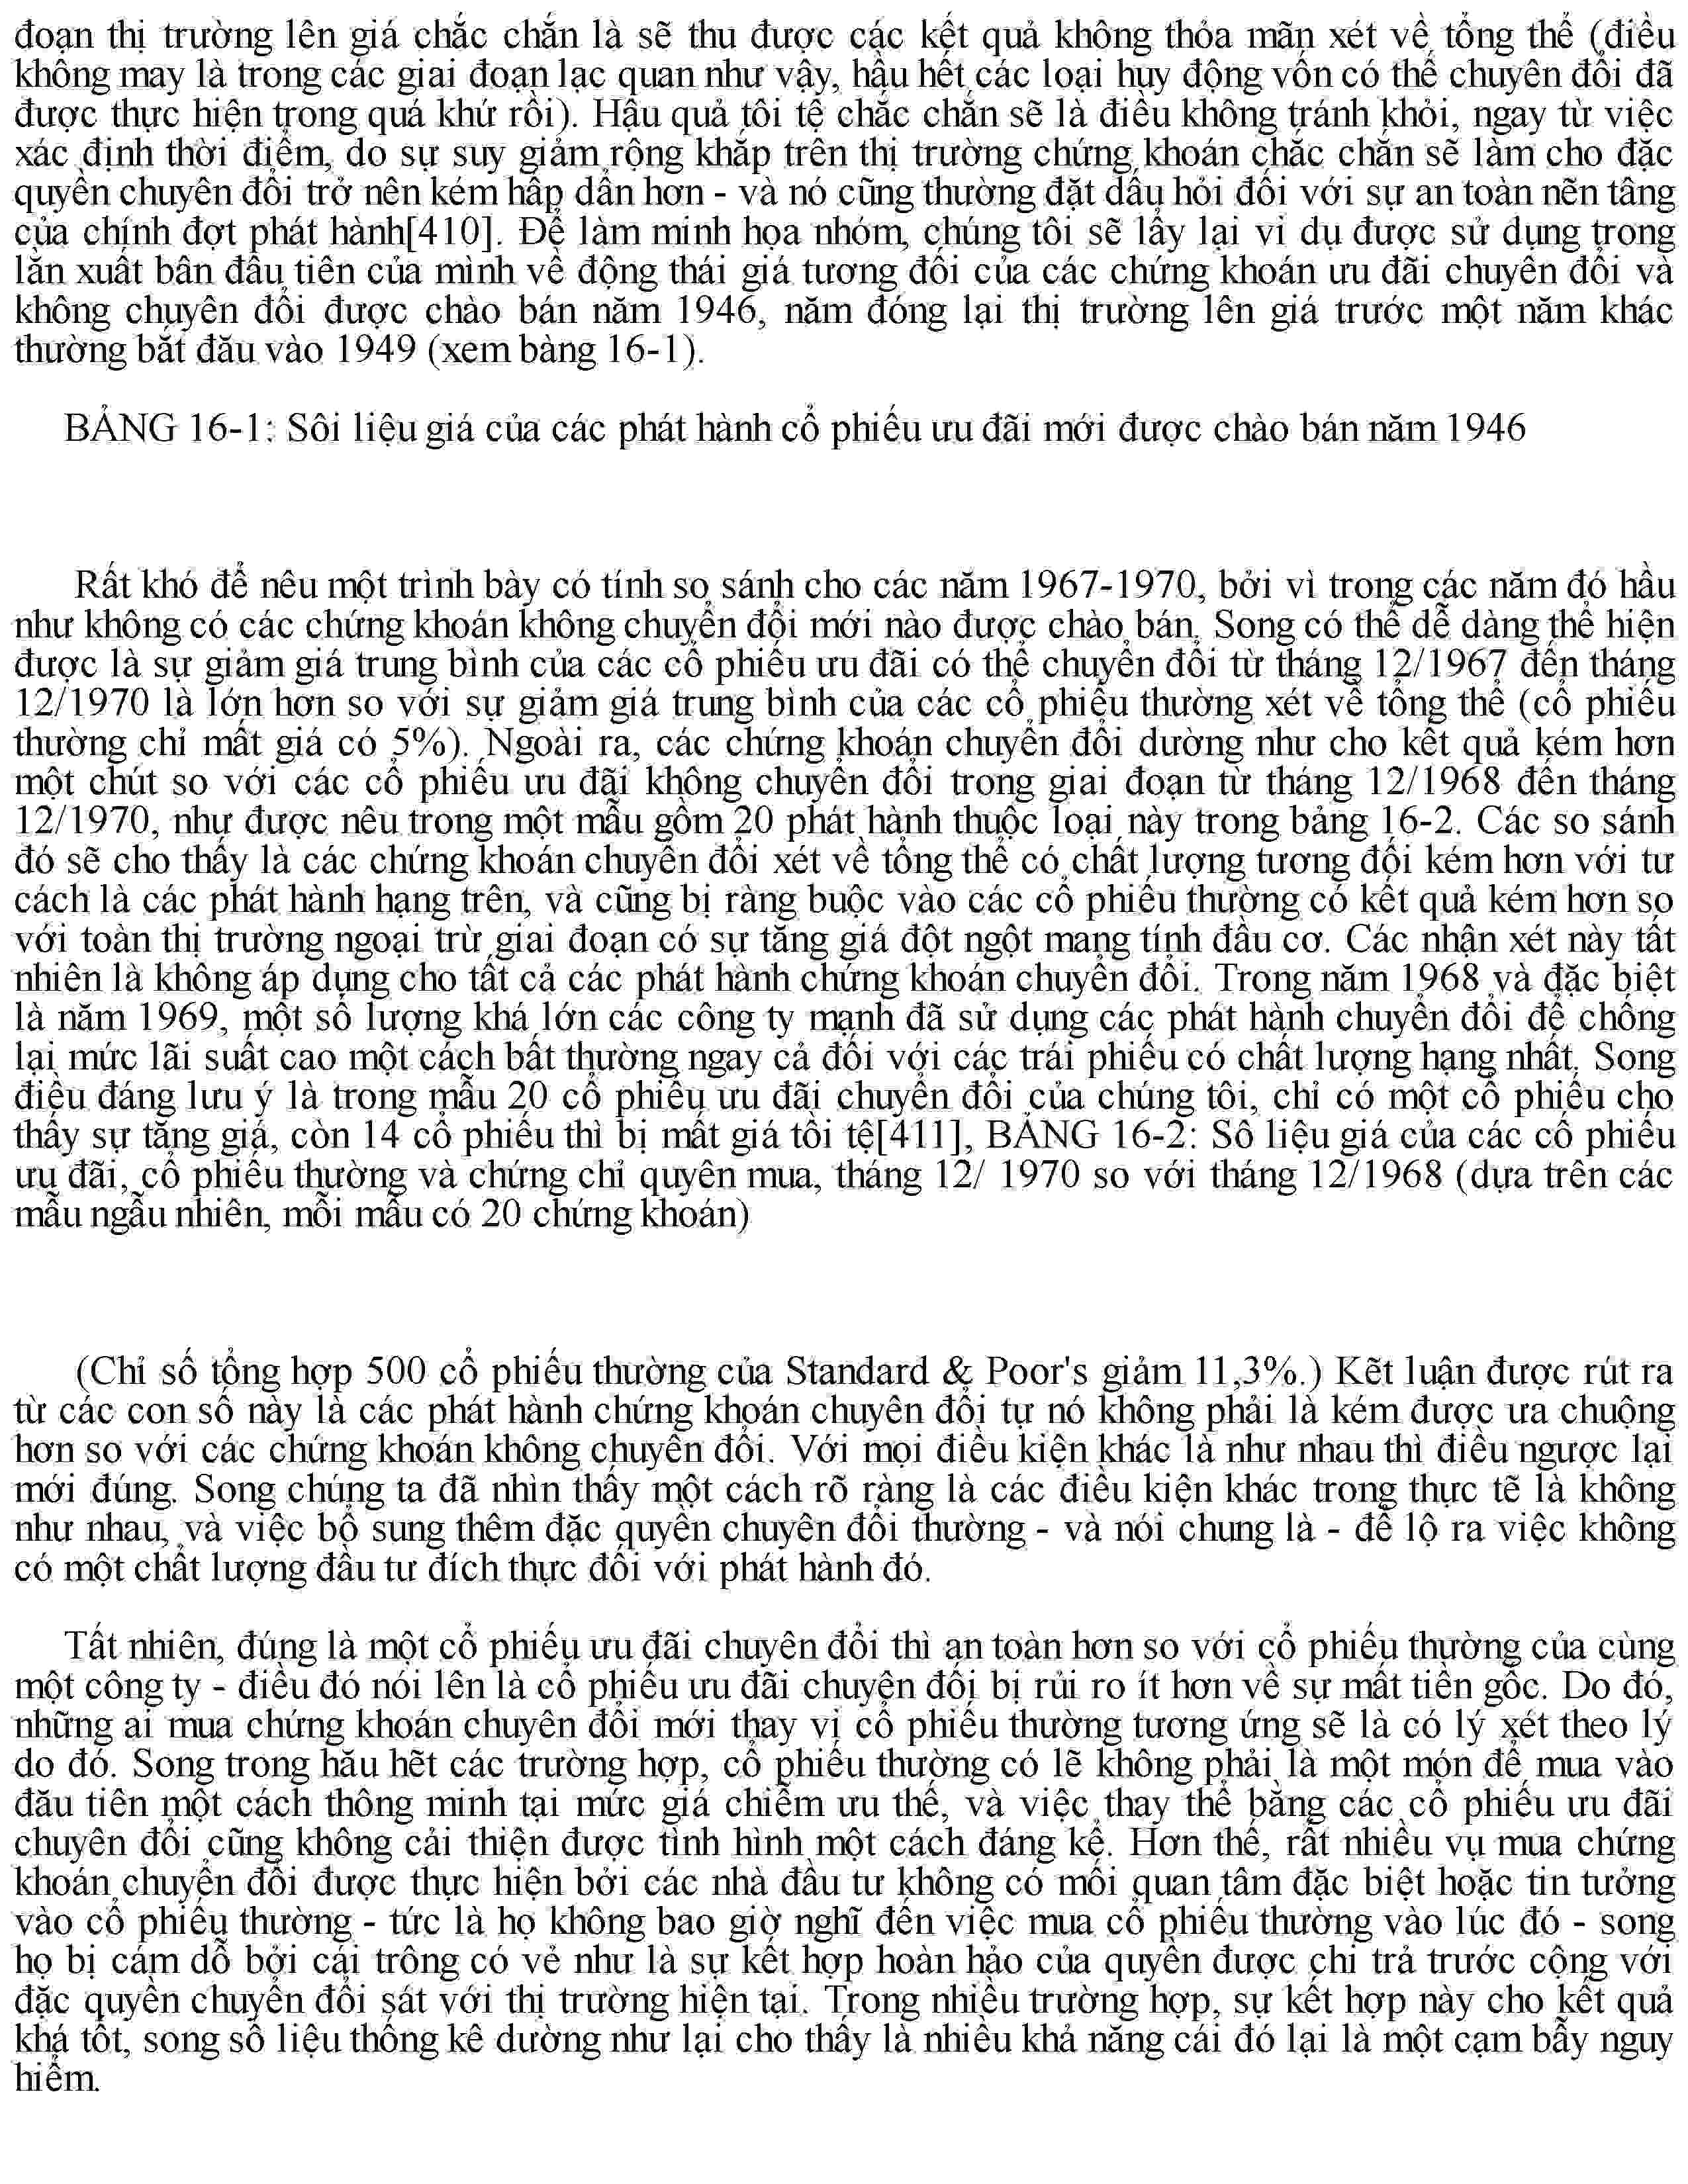 đoạn thị trường lên giá chắc chắn là sẽ thu được các kết quả không thỏa mãn xét về tổng thể (điều
không may là trong các giai đoạn lạc quan như vậy, hầu hết các loại huy động vốn có thể chuyên đổi đã
được thực hiện trong quá khứ rồi). Hậu quả tôi tệ chắc chắn sẽ là điều không tránh khỏi, ngay từ việc
xác định thời điểm, do sự suy giảm rộng khắp trên thị trường chứng khoán chắc chắn sẽ làm cho đặc
quyền chuyên đổi trở nên kém hấp dẫn hơn - và nó cũng thường đặt dấu hỏi đối với sự an toàn nẽn tâng
của chính đợt phát hành[410]. Để làm minh họa nhóm, chúng tôi sẽ lấy lại vi dụ được sử dụng trong
lần xuất bân đầu tiên của mình về động thái giá tương đối của các chứng khoán ưu đãi chuyên đổi và
không chuyên đổi được chào bán năm 1946, năm đóng lại thị trường lên giá trước một năm khác
thường bắt đău vào 1949 (xem bàng 16-1).
BẢNG 16-1: Sôi liệu giá của các phát hành cổ phiếu ưu đãi mới được chào bán năm 1946
Rất khó để nêu một trình bày có tính so sánh cho các năm 1967-1970, bởi vì trong các năm đó hầu
như không có các chứng khoán không chuyển đổi mới nào được chào bán. Song có thể dễ dàng thể hiện
được là sự giảm giá trung bình của các cổ phiếu ưu đãi có thể chuyển đổi từ tháng 12/1967 đến tháng
12/1970 là lớn hơn so với sự giảm giá trung bình của các cổ phiếu thường xét về tổng thể (cổ phiếu
thường chỉ mất giá có 5%). Ngoài ra, các chứng khoán chuyên đổi dường như cho kết quả kém hơn
một chút so với các cổ phiếu ưu đãi không chuyển đổi trong giai đoạn từ tháng 12/1968 đến tháng
12/1970, như được nêu trong một mẫu gồm 20 phát hành thuộc loại này trong bảng 16-2. Các so sánh
đó sẽ cho thấy là các chứng khoán chuyên đổi xét về tổng thể có chất lượng tương đối kém hơn với tư
cách là các phát hành hạng trên, và cũng bị ràng buộc vào các cổ phiếu thường có kết quả kém hơn so
với toàn thị trường ngoại trừ giai đoạn có sự tăng giá đột ngột mang tính đầu cơ. Các nhận xét này tất
nhiên là không áp dụng cho tất cả các phát hành chứng khoán chuyển đổi. Trong năm 1968 và đặc biệt
là năm 1969, một số lượng khá lớn các công ty mạnh đã sử dụng các phát hành chuyển đổi để chống
lại mức lãi suất cao một cách bất thường ngay cả đối với các trái phiếu có chất lượng hạng nhất. Song
điều đáng lưu ý là trong mẫu 20 cổ phiếu ưu đãi chuyển đổi của chúng tôi, chỉ có một cổ phiếu cho
thấy sự tăng giá, còn 14 cổ phiếu thì bị mất giá tồi tệ[411], BẢNG 16-2: Sô liệu giá của các cổ phiếu
ưu đãi, cổ phiếu thường và chứng chỉ quyên mua, tháng 12/ 1970 so với tháng 12/1968 (dựa trên các
mẫu ngẫu nhiên, mỗi mẫu có 20 chứng khoán)
(Chỉ số tổng hợp 500 cổ phiếu thường của Standard & Poor's giảm 11,3%.) Kẽt luận được rút ra
từ các con số này là các phát hành chứng khoán chuyên đổi tự nó không phải là kém được ưa chuộng
hơn so với các chứng khoán không chuyên đổi. Với mọi điều kiện khác là như nhau thì điều ngược lại
mới đúng. Song chúng ta đã nhìn thấy một cách rõ ràng là các điều kiện khác trong thực tẽ là không
như nhau, và việc bổ sung thêm đặc quyền chuyên đổi thường - và nói chung là - để lộ ra việc không
có một chất lượng đầu tư đích thực đối với phát hành đó.
Tất nhiên, đúng là một cổ phiếu ưu đãi chuyên đổi thì an toàn hơn so với cổ phiếu thường của cùng
một công ty - điều đó nói lên là cổ phiếu ưu đãi chuyên đối bị rủi ro ít hơn về sự mất tiền gốc. Do đó,
những ai mua chứng khoán chuyên đổi mới thay vị cổ phiếu thường tương ứng sẽ là có lý xét theo lý
do đó. Song trong hău hẽt các trường hợp, cổ phiếu thường có lẽ không phải là một món để mua vào
đău tiên một cách thông minh tại mức giá chiếm ưu thế, và việc thay thế bằng các cổ phiếu ưu đãi
chuyên đổi cũng không cải thiện được tình hình một cách đáng kể. Hơn thế, rất nhiều vụ mua chứng
khoán chuyển đổi được thực hiện bởi các nhà đầu tư không có mối quan tâm đặc biệt hoặc tin tưởng
vào cổ phiếu thường - tức là họ không bao giờ nghĩ đến việc mua cổ phiếu thường vào lúc đó - song
họ bị cám dỗ bởi cái trông có vẻ như là sự kết hợp hoàn hảo của quyền được chi trả trước cộng với
đặc quyền chuyển đổi sát với thị trường hiện tại. Trong nhiều trường hợp, sự kết hợp này cho kết quả
khá tốt, song số liệu thống kê dường như lại cho thấy là nhiều khả năng cái đó lại là một cạm bẫy nguy
hiểm.